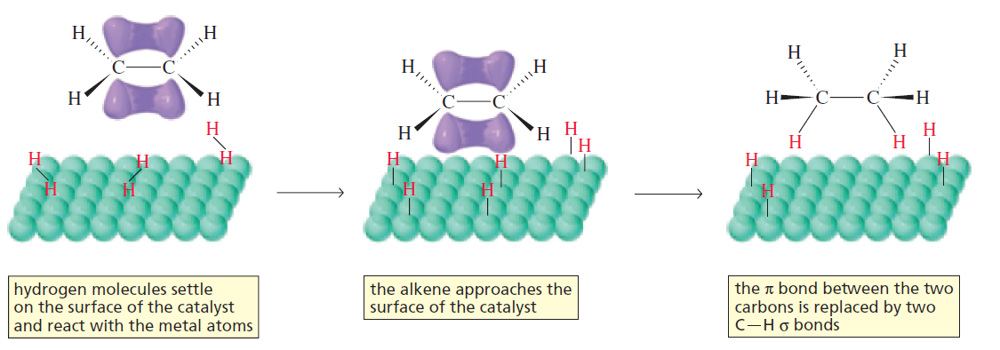 H H
C—C
H H
H
H H H
H H
H H
C—C
H H H
H
H H
H H
H H
H C—C H
H H H
H H
H
hydrogen molecules settle
on the surface of the catalyst
and react with the metal atoms
the alkene approaches the
surface of the catalyst
the π bond between the two
carbons is replaced by two
C—H σ bonds